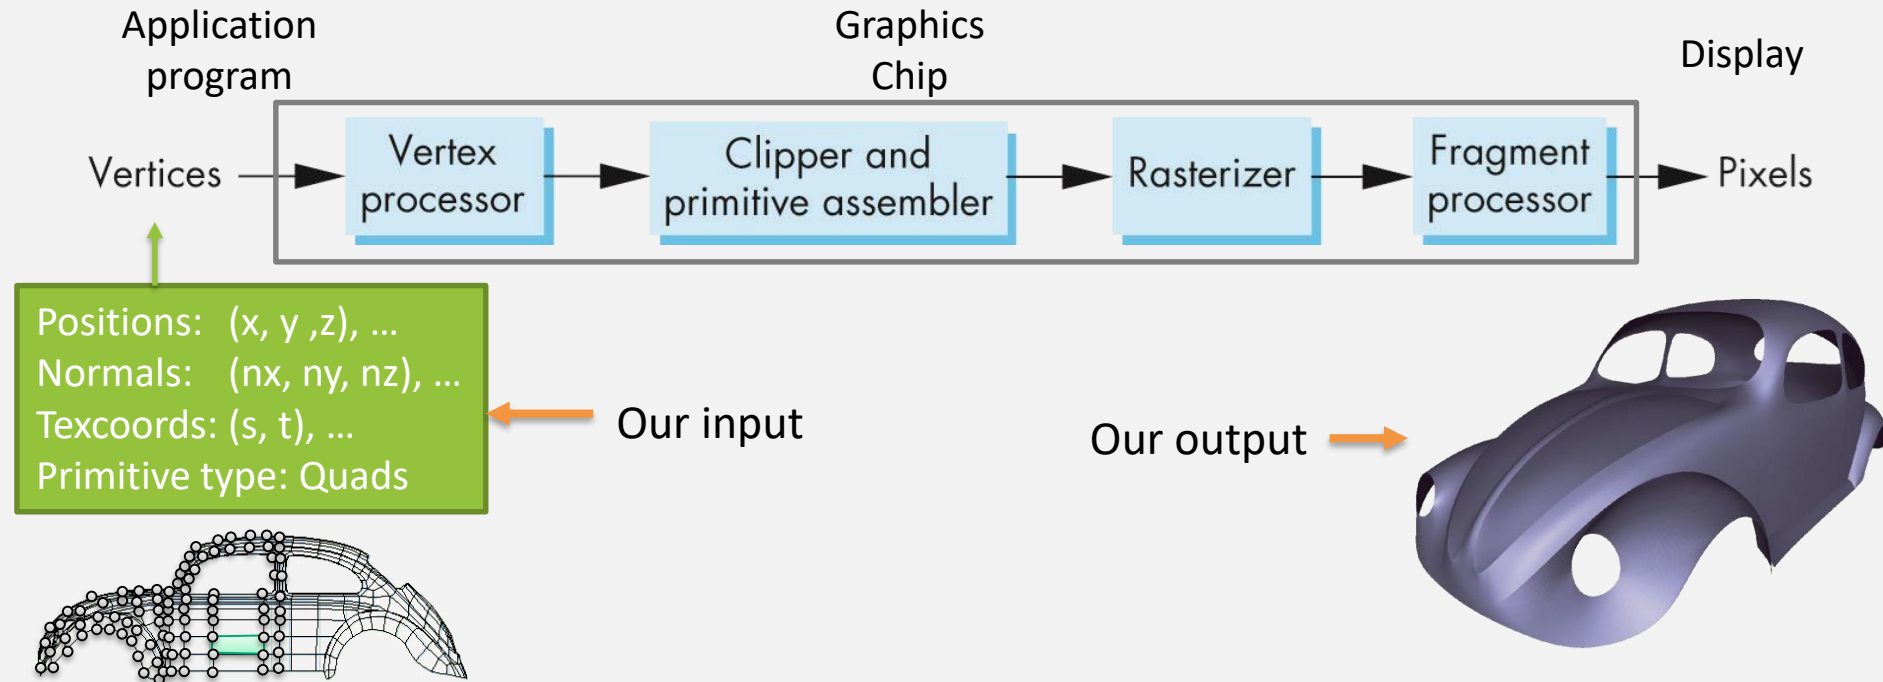 Application
program
Graphics
Chip
Display
Vertices
Vertex
processor
Clipper and
primitive assembler
Rasterizer
Fragment
processor
Pixels
Positions: (x, y ,z), ...
Normals: (nx, ny, nz), ...
Texcoords: (s, t), ...
Primitive type: Quads
Our input
Our output